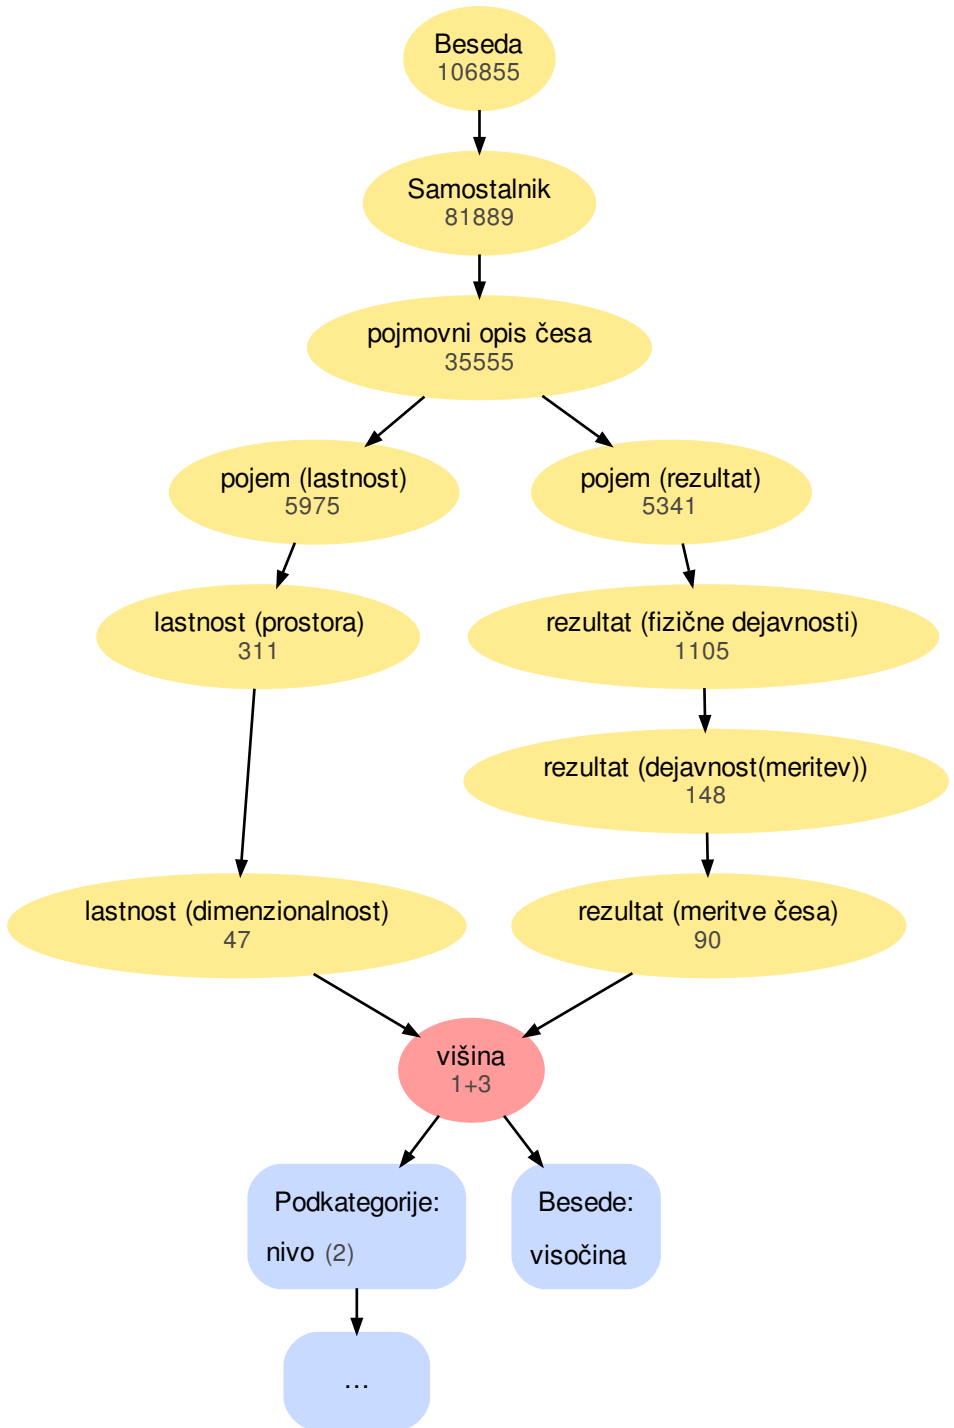 Beseda
106855
Samostalnik
81889
pojmovni opis česa
35555
pojem (lastnost)
5975
pojem (rezultat)
5341
lastnost (prostora)
311
rezultat (fizične dejavnosti)
1105
rezultat (dejavnost(meritev))
148
lastnost (dimenzionalnost)
47
rezultat (meritve česa)
90
višina
1+3
Podkategorije:
nivo (2)
Besede:
visočina
...